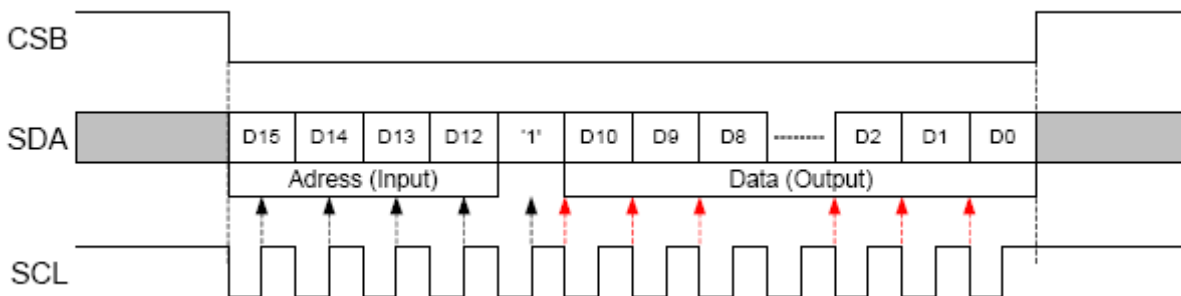 CSB
SDA D15 D14 D13 D12 '1' D10 D9 D8 -------- D2 D1 D0
Adress (Input) Data (Output)
SCL